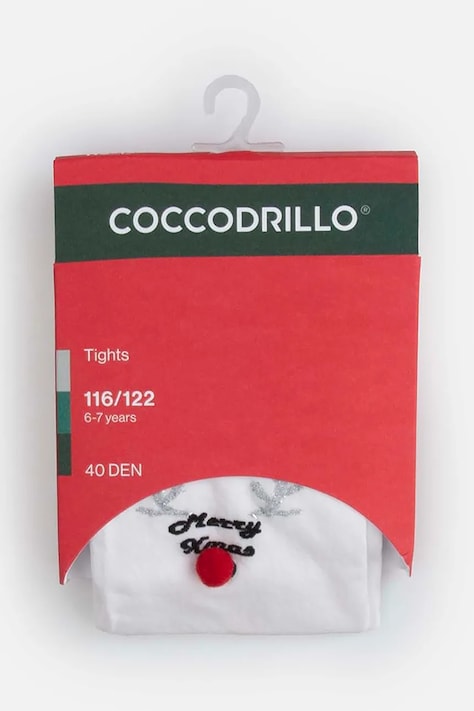 COCCODRILLO®
Tights
116/122
6-7 years
40 DEN
Merry
Xmas